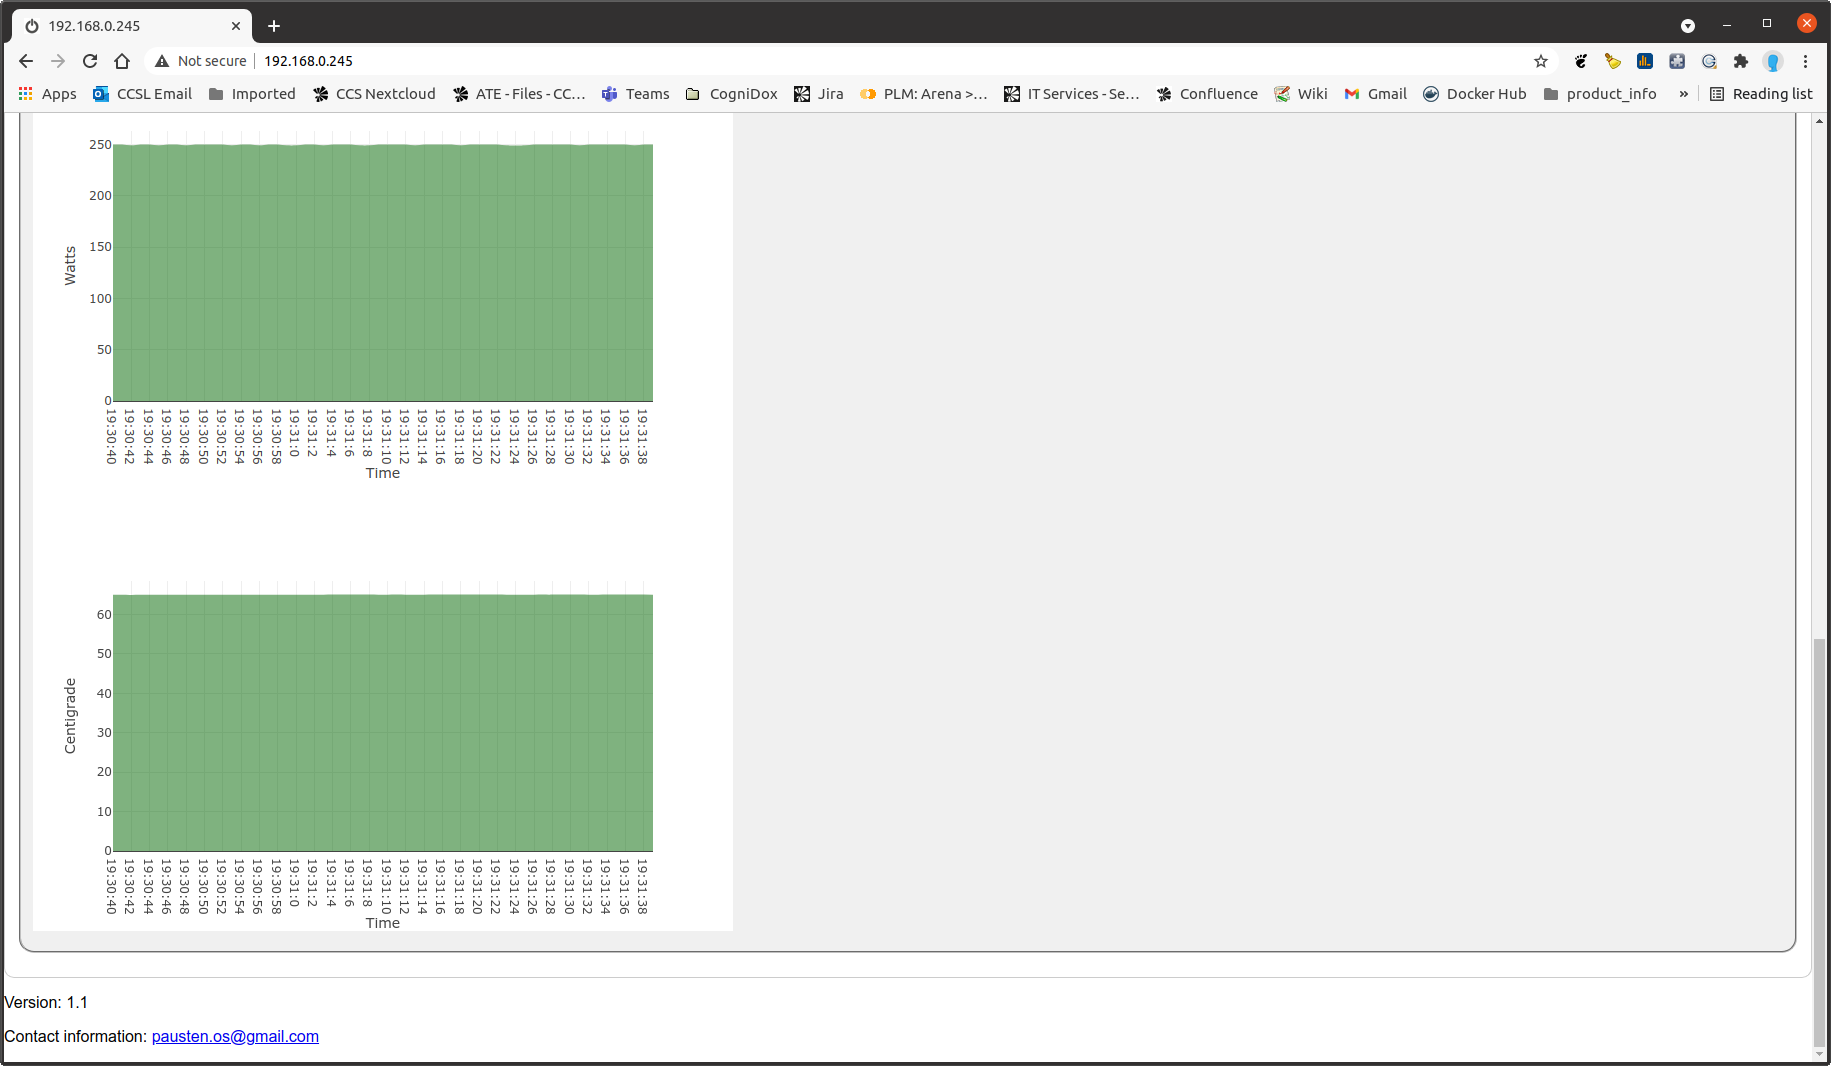 192.168.0.245
Not secure 192.168.0.245
Apps CCSL Email Imported CCS Nextcloud ATE - Files - CC... Teams CogniDox Jira PLM: Arena >... IT Services - Se... Confluence Wiki Gmail Docker Hub product_info » Reading list
250
200
150
100
50
0
Watts
19:30:40 19:30:42 19:30:44 19:30:46 19:30:48 19:30:50 19:30:52 19:30:54 19:30:56 19:30:58 19:31:0 19:31:2 19:31:4 19:31:6 19:31:8 19:31:10 19:31:12 19:31:14 19:31:16 19:31:18 19:31:20 19:31:22 19:31:24 19:31:26 19:31:28 19:31:30 19:31:32 19:31:34 19:31:36 19:31:38
Time
60
50
40
30
20
10
0
Centigrade
19:30:40 19:30:42 19:30:44 19:30:46 19:30:48 19:30:50 19:30:52 19:30:54 19:30:56 19:30:58 19:31:0 19:31:2 19:31:4 19:31:6 19:31:8 19:31:10 19:31:12 19:31:14 19:31:16 19:31:18 19:31:20 19:31:22 19:31:24 19:31:26 19:31:28 19:31:30 19:31:32 19:31:34 19:31:36 19:31:38
Time
Version: 1.1
Contact information: pausten.os@gmail.com